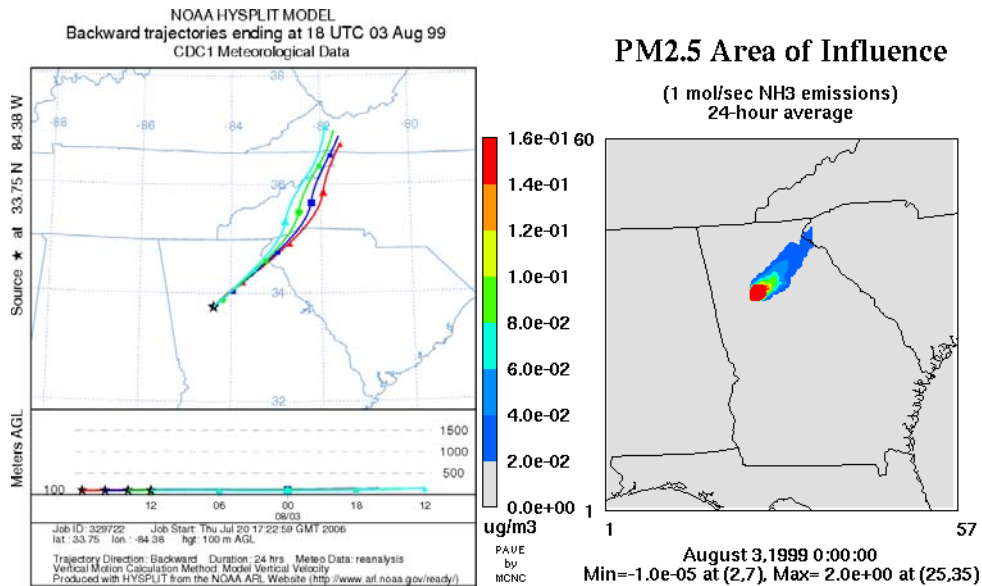 NOAA HYSPLIT MODEL
Backward trajectories ending at 18 UTC 03 Aug 99
CDC1 Meteorological Data
Source ★ at 33.75 N 84.38 W
-88
-86
-84
-82
-80
38
36
34
32
Meters AGL
1500
1000
500
100
12 06 00 18 12
08/03
Job ID: 329722 Job Start: Thu Jul 20 17:22:59 GMT 2006
lat.: 33.75 lon.: -84.38 hgt: 100 m AGL
Trajectory Direction: Backward Duration: 24 hrs Meteo Data: reanalysis
Vertical Motion Calculation Method: Model Vertical Velocity
Produced with HYSPLIT from the NOAA ARL Website (http://www.arl.noaa.gov/ready/)
1.6e-01
1.4e-01
1.2e-01
1.0e-01
8.0e-02
6.0e-02
4.0e-02
2.0e-02
0.0e+00
ug/m3
PAVE
by
MCNC
PM2.5 Area of Influence
(1 mol/sec NH3 emissions)
24-hour average
60
1
1 57
August 3,1999 0:00:00
Min=-1.0e-05 at (2,7), Max= 2.0e+00 at (25,35)